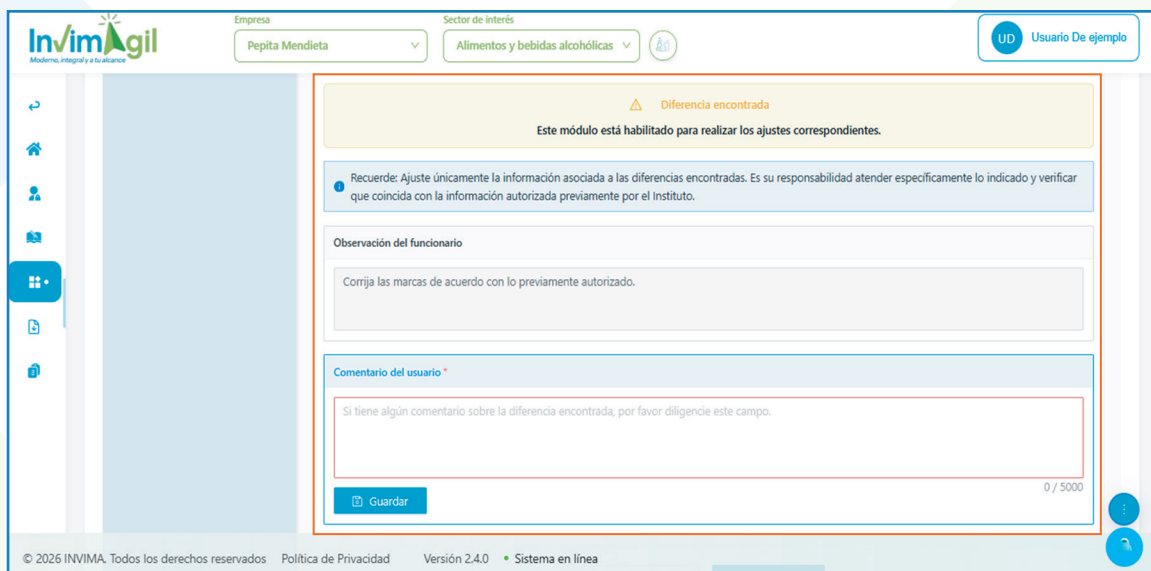 InvimÁgil
Moderno, integral y a tu alcance
Empresa
Pepita Mendieta
Sector de interés
Alimentos y bebidas alcohólicas
UD
Usuario De ejemplo
Diferencia encontrada
Este módulo está habilitado para realizar los ajustes correspondientes.
Recuerde: Ajuste únicamente la información asociada a las diferencias encontradas. Es su responsabilidad atender específicamente lo indicado y verificar
que coincida con la información autorizada previamente por el Instituto.
Observación del funcionario
Corrija las marcas de acuerdo con lo previamente autorizado.
Comentario del usuario *
Si tiene algún comentario sobre la diferencia encontrada, por favor diligencie este campo.
0 / 5000
Guardar
© 2026 INVIMA. Todos los derechos reservados Política de Privacidad Versión 2.4.0 • Sistema en línea